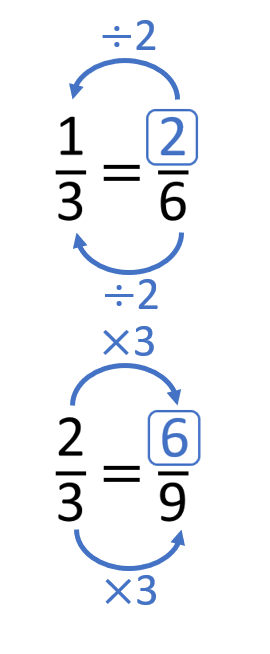 ÷2
1/3 = 2/6
÷2
×3
2/3 = 6/9
×3